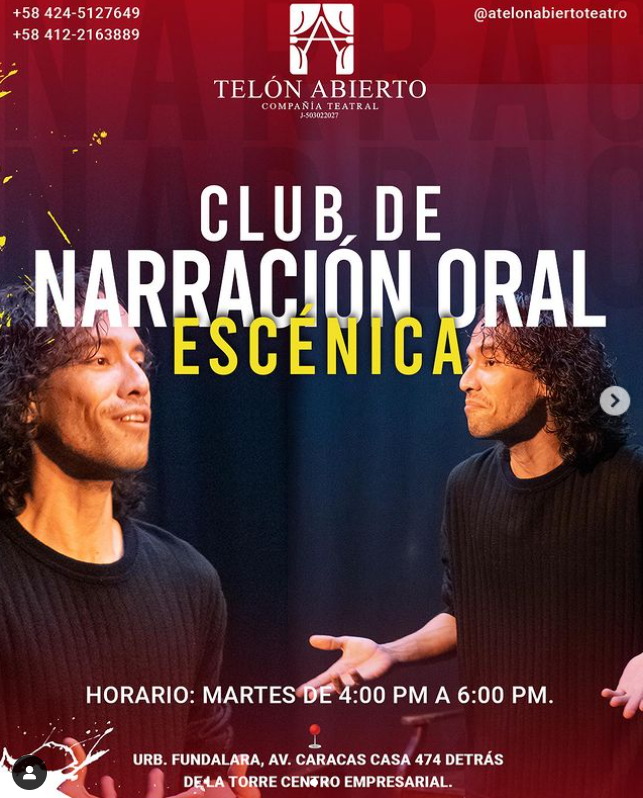 +58 424-5127649
+58 412-2163889
@atelonabiertoteatro
TELÓN ABIERTO
COMPAÑÍA TEATRAL
J-503022027
NARRAC
NARRAC
CLUB DE
NARRACIÓN ORAL
ESCÉNICA
HORARIO: MARTES DE 4:00 PM A 6:00 PM.
URB. FUNDALARA, AV. CARACAS CASA 474 DETRÁS
DE LA TORRE CENTRO EMPRESARIAL.